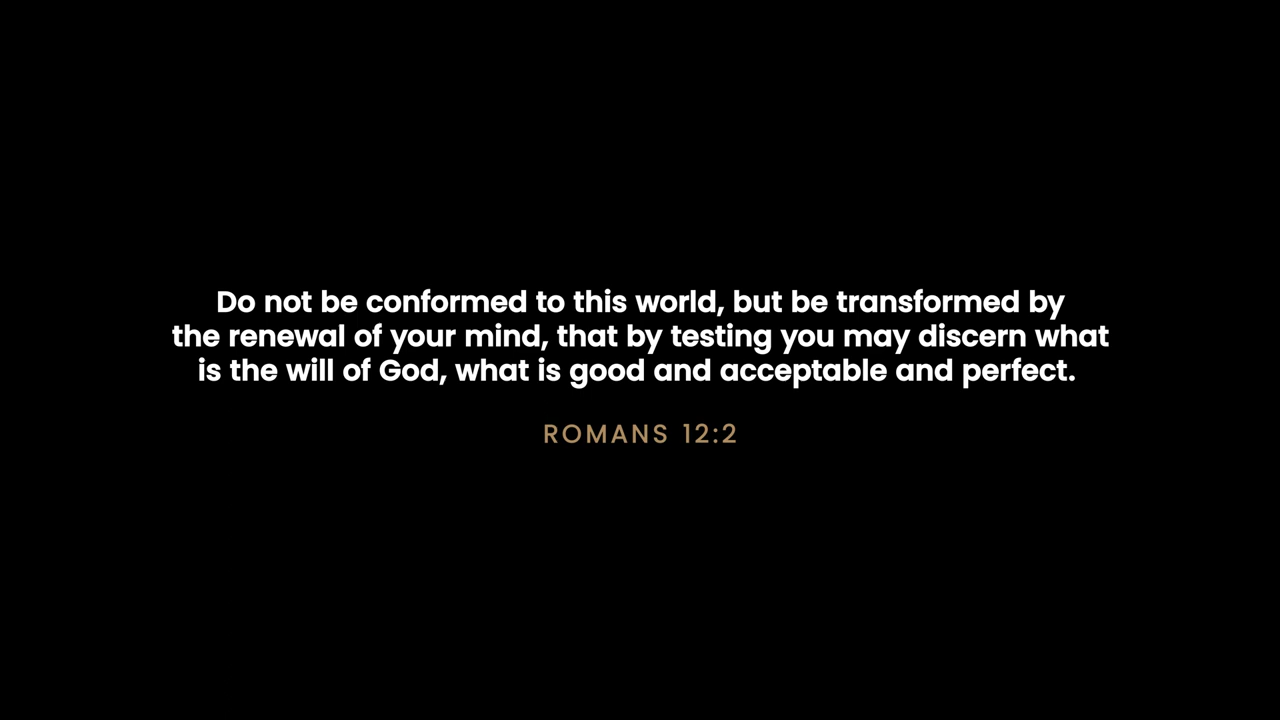 Do not be conformed to this world, but be transformed by
the renewal of your mind, that by testing you may discern what
is the will of God, what is good and acceptable and perfect.
ROMANS 12:2